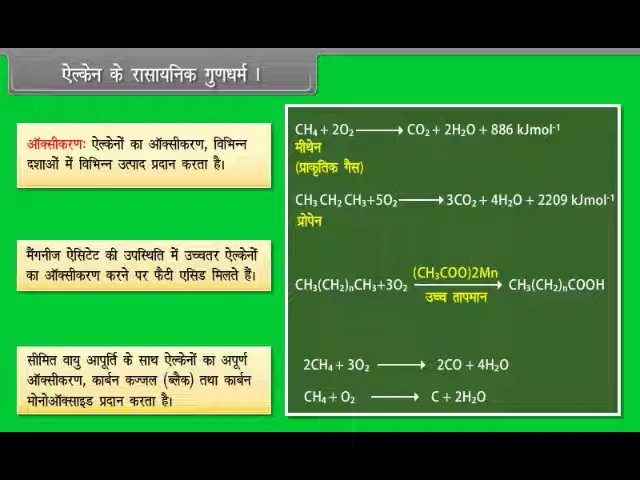 ऐल्केन के रासायनिक गुणधर्म ।
ऑक्सीकरणः ऐल्केनों का ऑक्सीकरण, विभिन्न
दशाओं में विभिन्न उत्पाद प्रदान करता है।
मैंगनीज ऐसिटेट की उपस्थिति में उच्चतर ऐल्केनों
का ऑक्सीकरण करने पर फैटी एसिड मिलते हैं।
सीमित वायु आपूर्ति के साथ ऐल्केनों का अपूर्ण
ऑक्सीकरण, कार्बन कज्जल (ब्लैक) तथा कार्बन
मोनोऑक्साइड प्रदान करता है।
CH₄ + 2O₂ ⟶ CO₂ + 2H₂O + 886 kJmol⁻¹
मीथेन
(प्राकृतिक गैस)
CH₃ CH₂ CH₃+5O₂ ⟶ 3CO₂ + 4H₂O + 2209 kJmol⁻¹
प्रोपेन
(CH₃COO)2Mn
CH₃(CH₂)ₙCH₃+3O₂ ⟶ CH₃(CH₂)ₙCOOH
उच्च तापमान
2CH₄ + 3O₂ ⟶ 2CO + 4H₂O
CH₄ + O₂ ⟶ C + 2H₂O